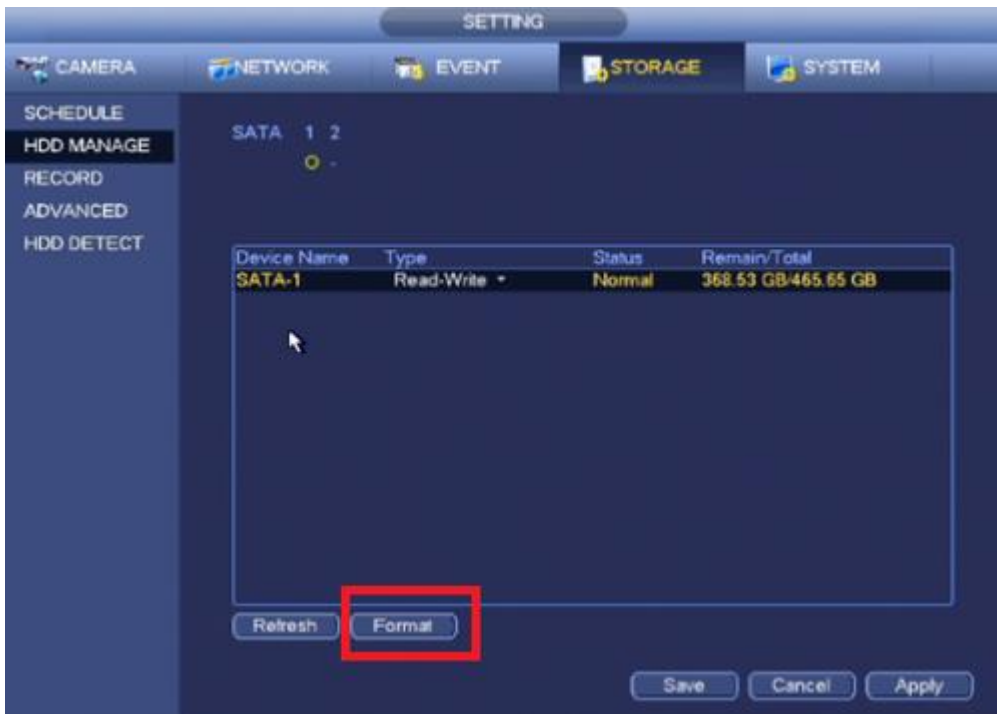 SETTING
CAMERA NETWORK EVENT STORAGE SYSTEM
SCHEDULE
HDD MANAGE
RECORD
ADVANCED
HDD DETECT
SATA 1 2
O -
Device Name Type Status Remain/Total
SATA-1 Read-Write Normal 368.53 GB/465.65 GB
Refresh Format
Save Cancel Apply